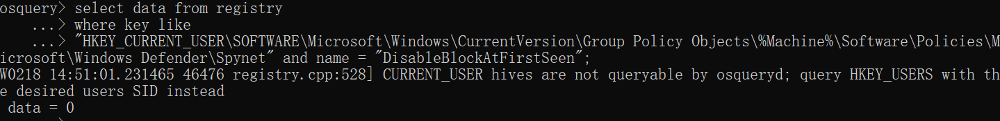 osquery> select data from registry
    ...> where key like
    ...> "HKEY_CURRENT_USER\SOFTWARE\Microsoft\Windows\CurrentVersion\Group Policy Objects\%Machine%\Software\Policies\M
icrosoft\Windows Defender\Spynet" and name = "DisableBlockAtFirstSeen";
W0218 14:51:01.231465 46476 registry.cpp:528] CURRENT_USER hives are not queryable by osqueryd; query HKEY_USERS with th
e desired users SID instead
 data = 0